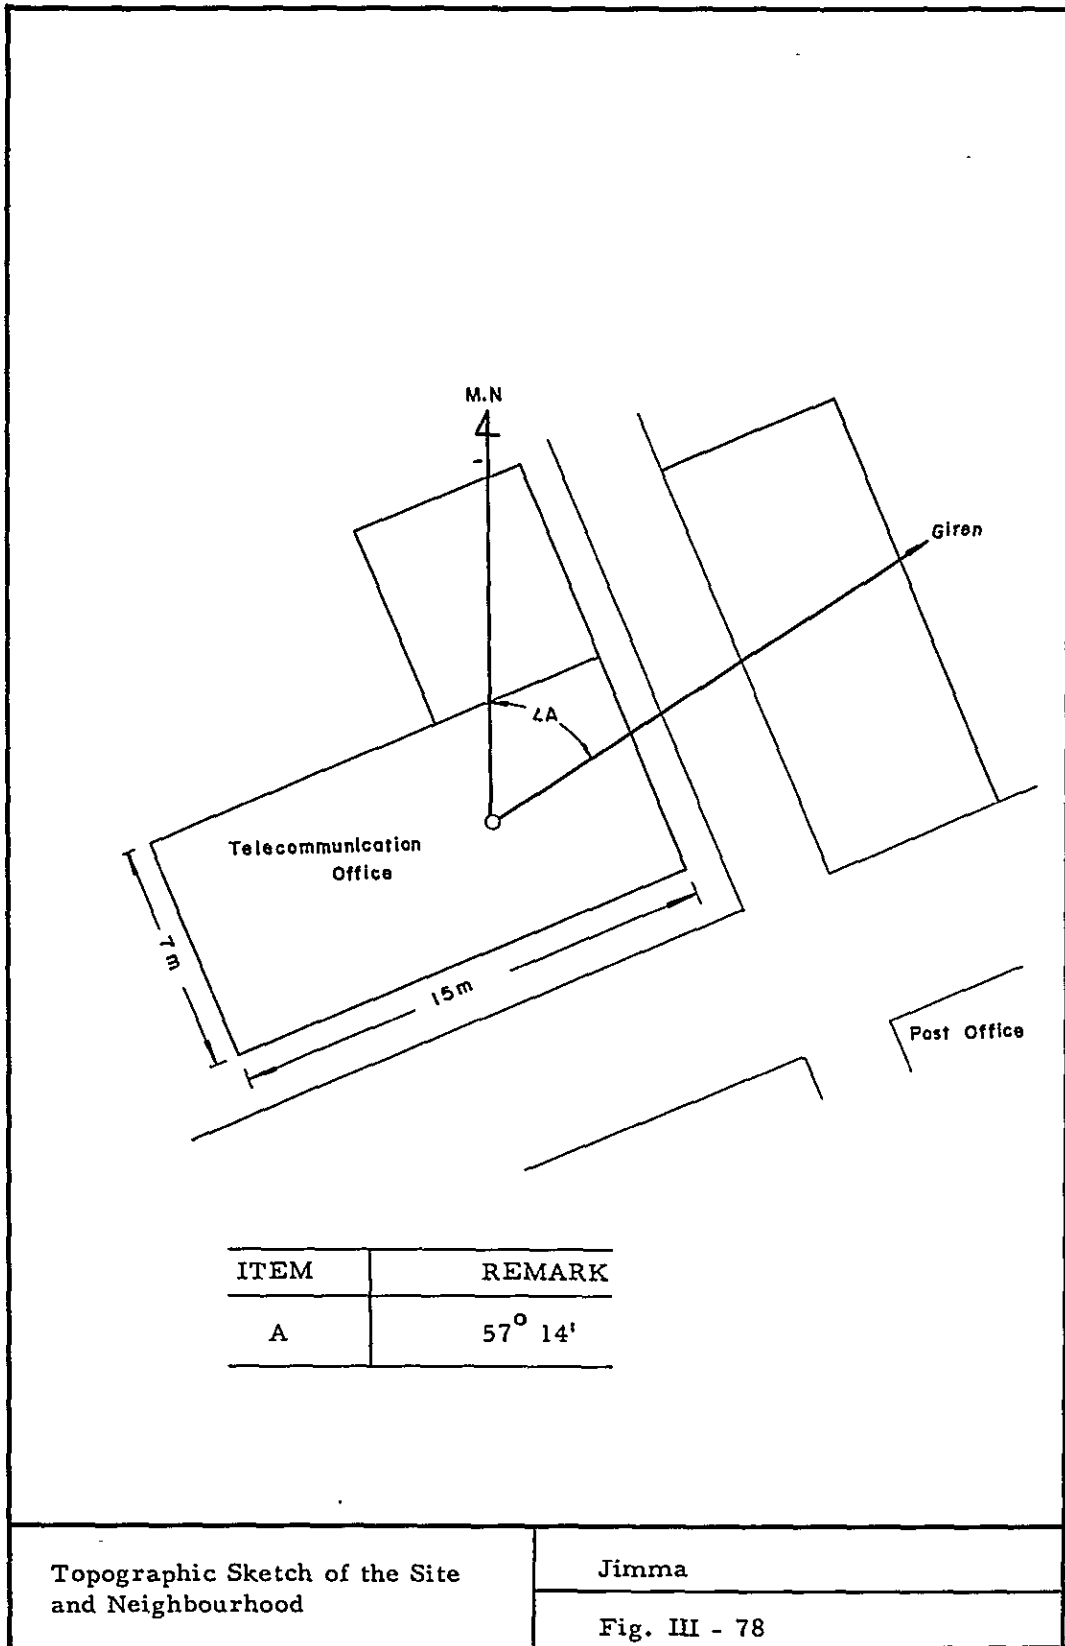 M.N
Giren
∠A
Telecommunication
Office
7m
15m
Post Office
ITEM REMARK
A 57° 14'
Topographic Sketch of the Site
and Neighbourhood
Jimma
Fig. III - 78